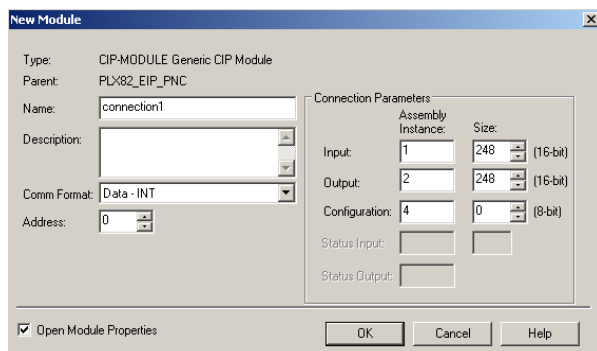 New Module
Type: CIP-MODULE Generic CIP Module
Parent: PLX82_EIP_PNC
Name: connection1
Description:
Comm Format: Data - INT
Address: 0
Connection Parameters
Assembly
Instance: Size:
Input: 1 248 (16-bit)
Output: 2 248 (16-bit)
Configuration: 4 0 (8-bit)
Status Input:
Status Output:
Open Module Properties
OK Cancel Help